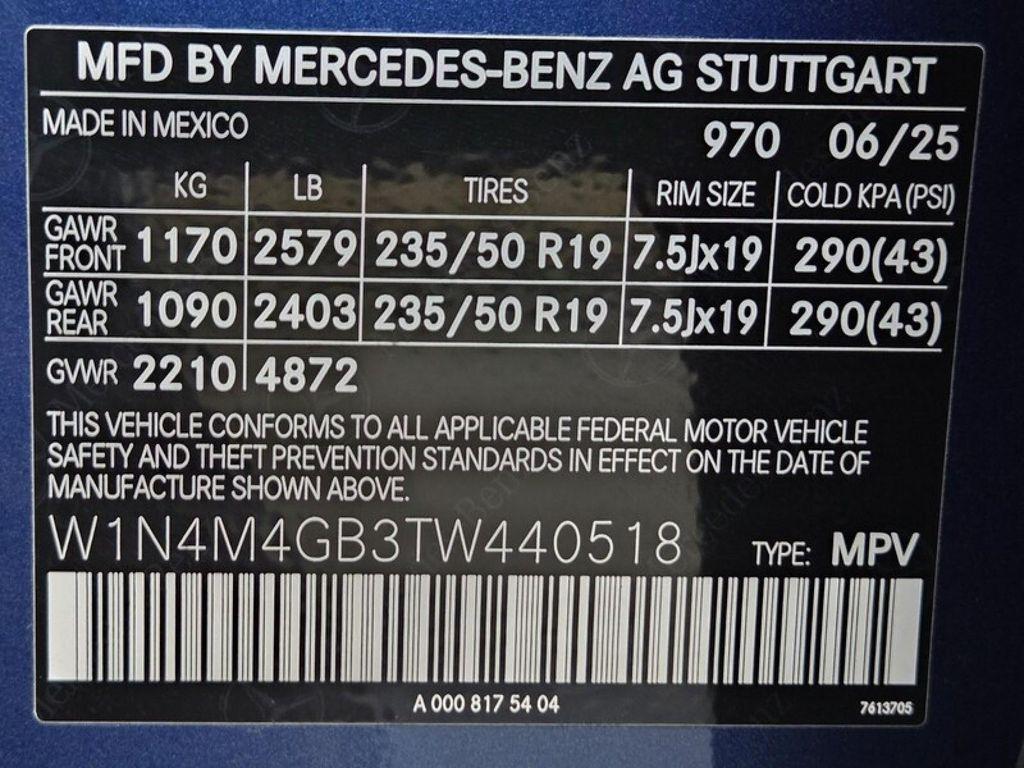 MFD BY MERCEDES-BENZ AG STUTTGART
MADE IN MEXICO
970 06/25
KG LB TIRES RIM SIZE COLD KPA (PSI)
GAWR FRONT 1170 2579 235/50 R19 7.5Jx19 290(43)
GAWR REAR 1090 2403 235/50 R19 7.5Jx19 290(43)
GVWR 2210 4872
THIS VEHICLE CONFORMS TO ALL APPLICABLE FEDERAL MOTOR VEHICLE
SAFETY AND THEFT PREVENTION STANDARDS IN EFFECT ON THE DATE OF
MANUFACTURE SHOWN ABOVE.
W1N4M4GB3TW440518 TYPE: MPV
A 000 817 54 04
7613705